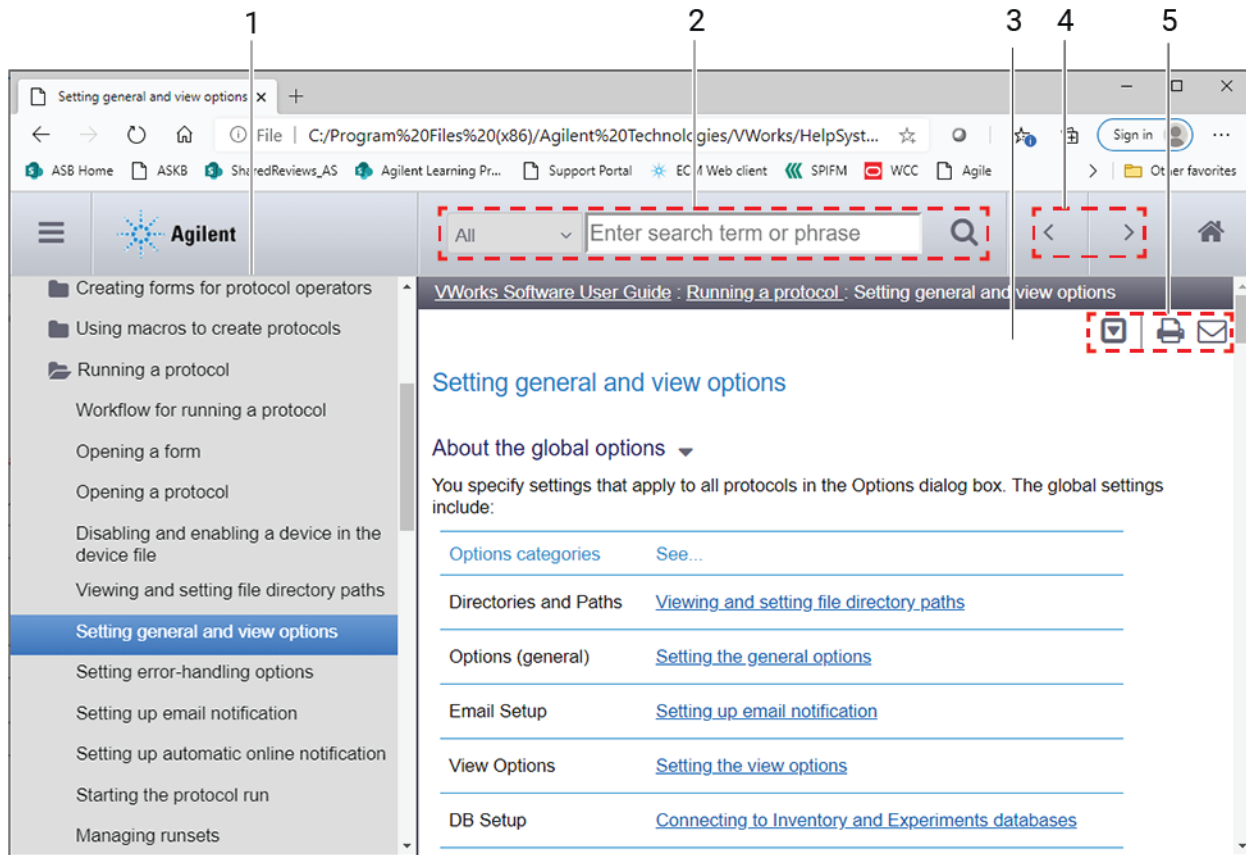 1 2 3 4 5
Setting general and view options
File C:/Program%20Files%20(x86)//Agilent%20Technologies/VWorks/HelpSyst... Sign in
ASB Home ASKB SharedReviews_AS Agilent Learning Pr... Support Portal ECM Web client SPIFM WCC Agile Other favorites
Agilent All Enter search term or phrase
Creating forms for protocol operators
Using macros to create protocols
Running a protocol
Workflow for running a protocol
Opening a form
Opening a protocol
Disabling and enabling a device in the
device file
Viewing and setting file directory paths
Setting general and view options
Setting error-handling options
Setting up email notification
Setting up automatic online notification
Starting the protocol run
Managing runsets
VWorks Software User Guide : Running a protocol : Setting general and view options
Setting general and view options
About the global options
You specify settings that apply to all protocols in the Options dialog box. The global settings
include:
Options categories See...
Directories and Paths Viewing and setting file directory paths
Options (general) Setting the general options
Email Setup Setting up email notification
View Options Setting the view options
DB Setup Connecting to Inventory and Experiments databases